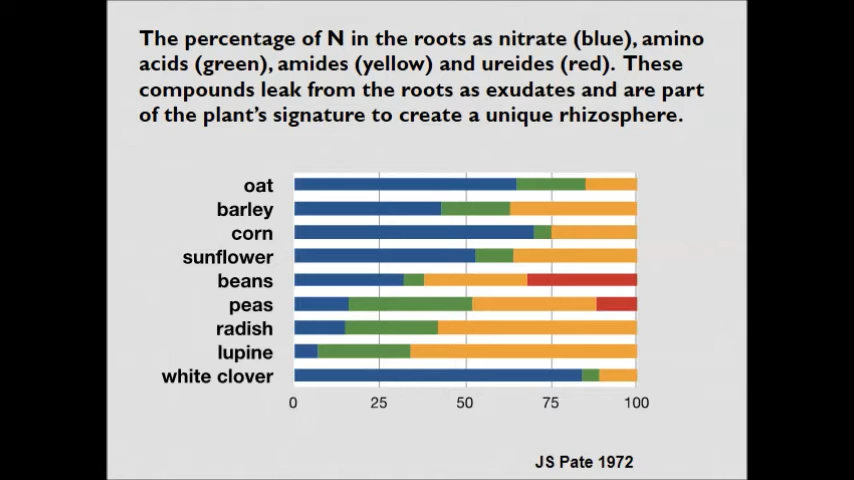 The percentage of N in the roots as nitrate (blue), amino
acids (green), amides (yellow) and ureides (red). These
compounds leak from the roots as exudates and are part
of the plant's signature to create a unique rhizosphere.
oat
barley
corn
sunflower
beans
peas
radish
lupine
white clover
0 25 50 75 100
JS Pate 1972